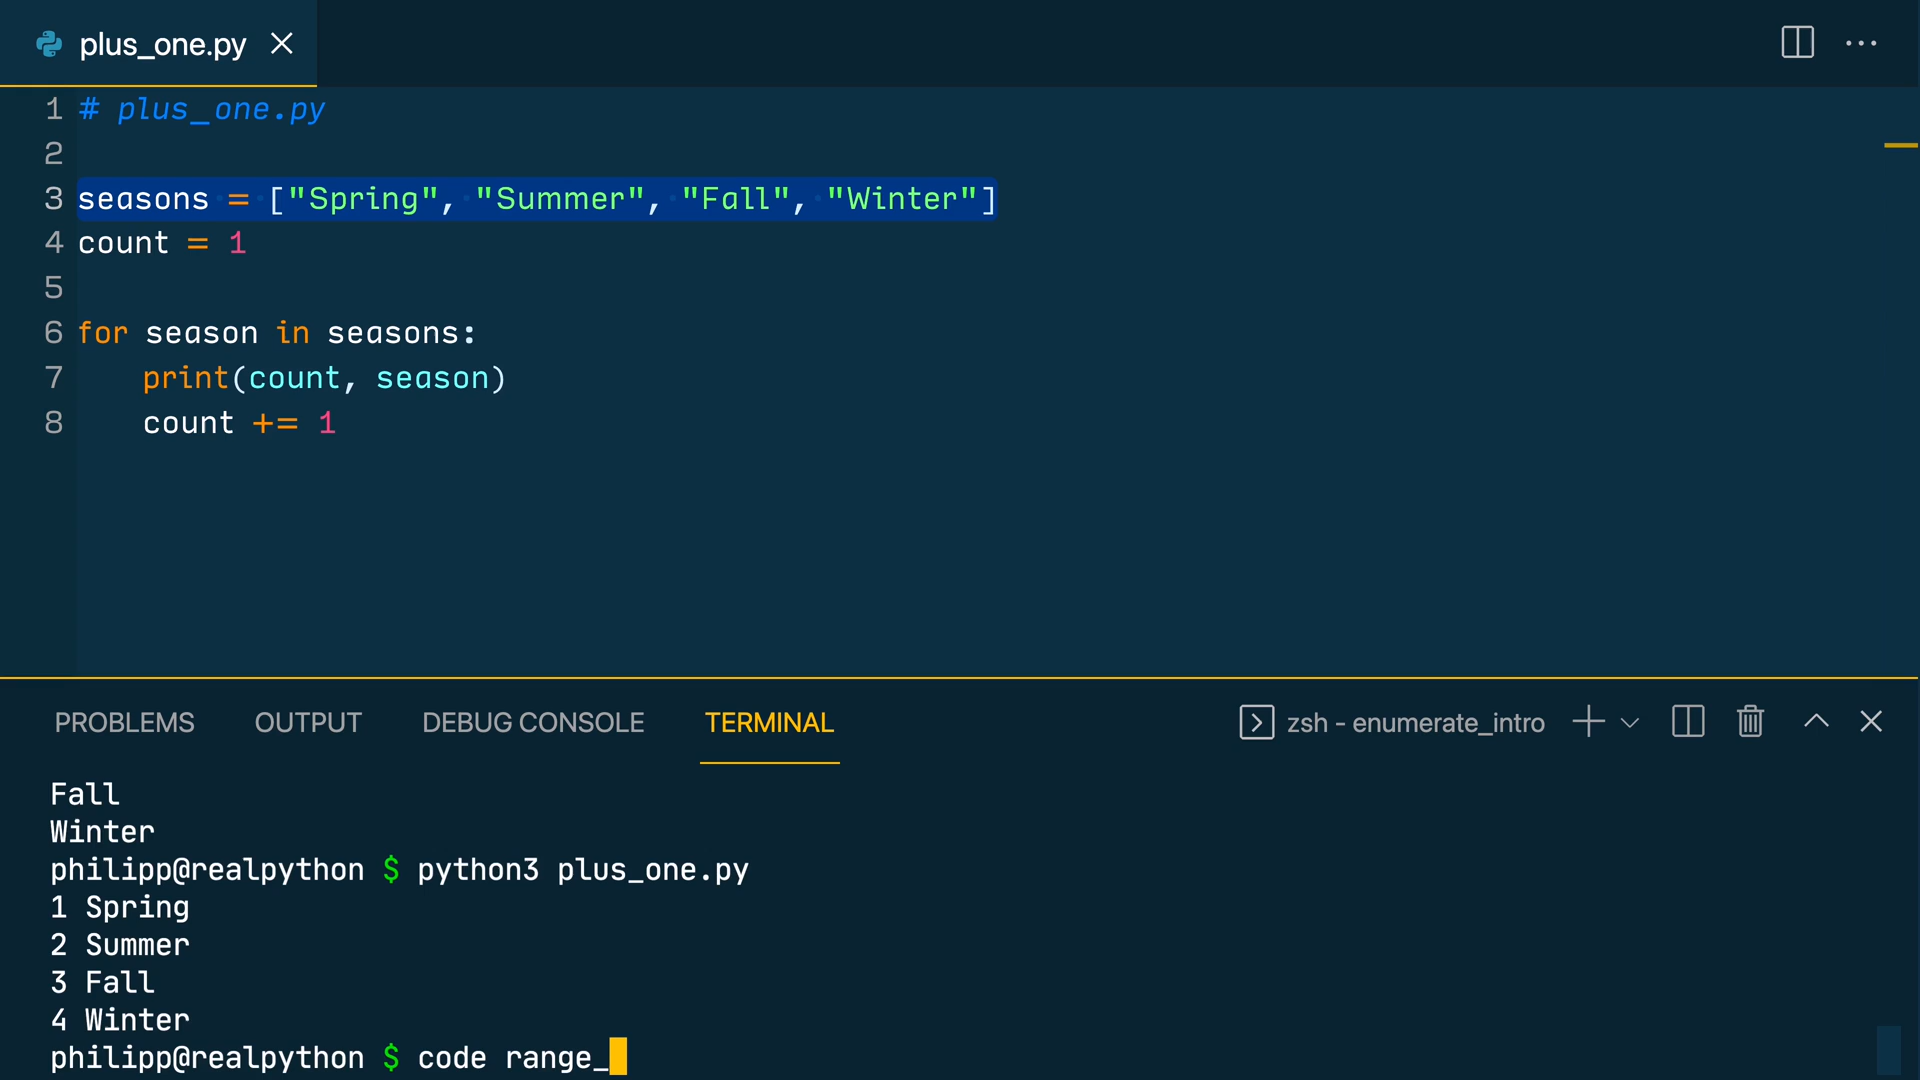 plus_one.py
1 # plus_one.py
2
3 seasons = ["Spring", "Summer", "Fall", "Winter"]
4 count = 1
5
6 for season in seasons:
7     print(count, season)
8     count += 1
PROBLEMS OUTPUT DEBUG CONSOLE TERMINAL zsh - enumerate_intro
Fall
Winter
philipp@realpython $ python3 plus_one.py
1 Spring
2 Summer
3 Fall
4 Winter
philipp@realpython $ code range_